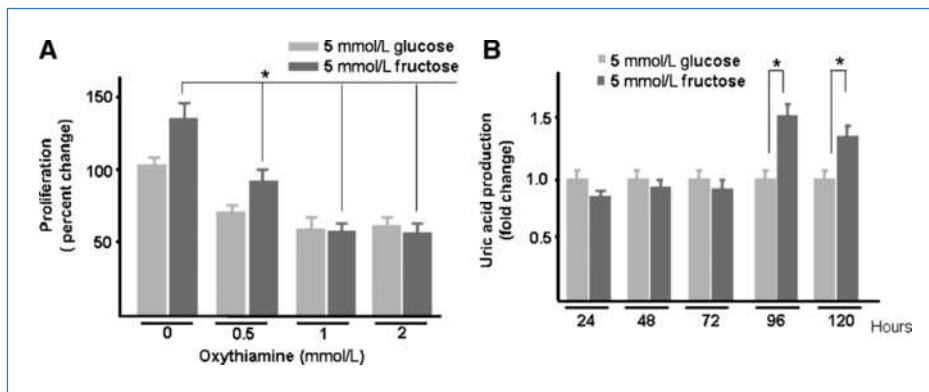 A
5 mmol/L glucose
5 mmol/L fructose
*
150
100
50
Proliferation
( percent change)
0 0.5 1 2
Oxythiamine (mmol/L)
B
5 mmol/L glucose
5 mmol/L fructose
* *
1.5
1.0
0.5
Uric acid production
(fold change)
24 48 72 96 120 Hours